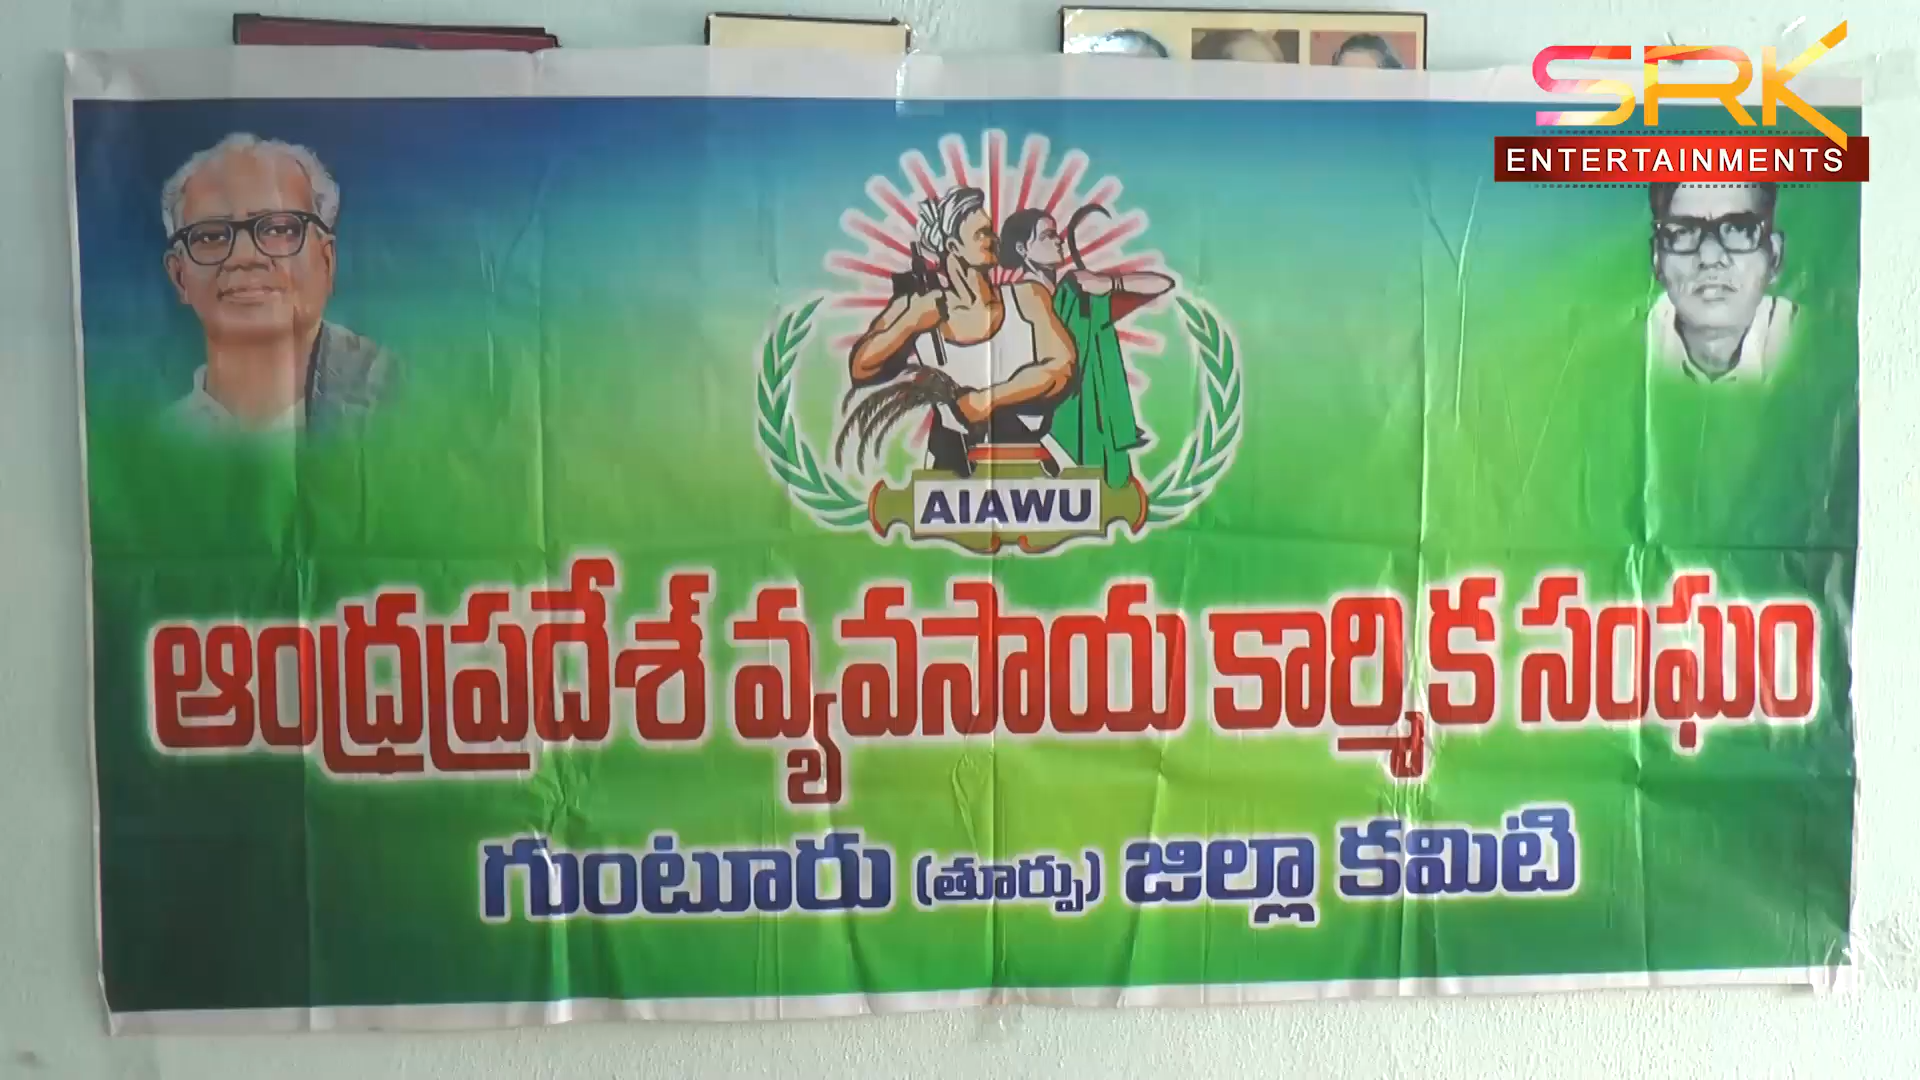 SRK
ENTERTAINMENTS
AIAWU
ఆంధ్రప్రదేశ్ వ్యవసాయ కార్మిక సంఘం
గుంటూరు (తూర్పు) జిల్లా కమిటి